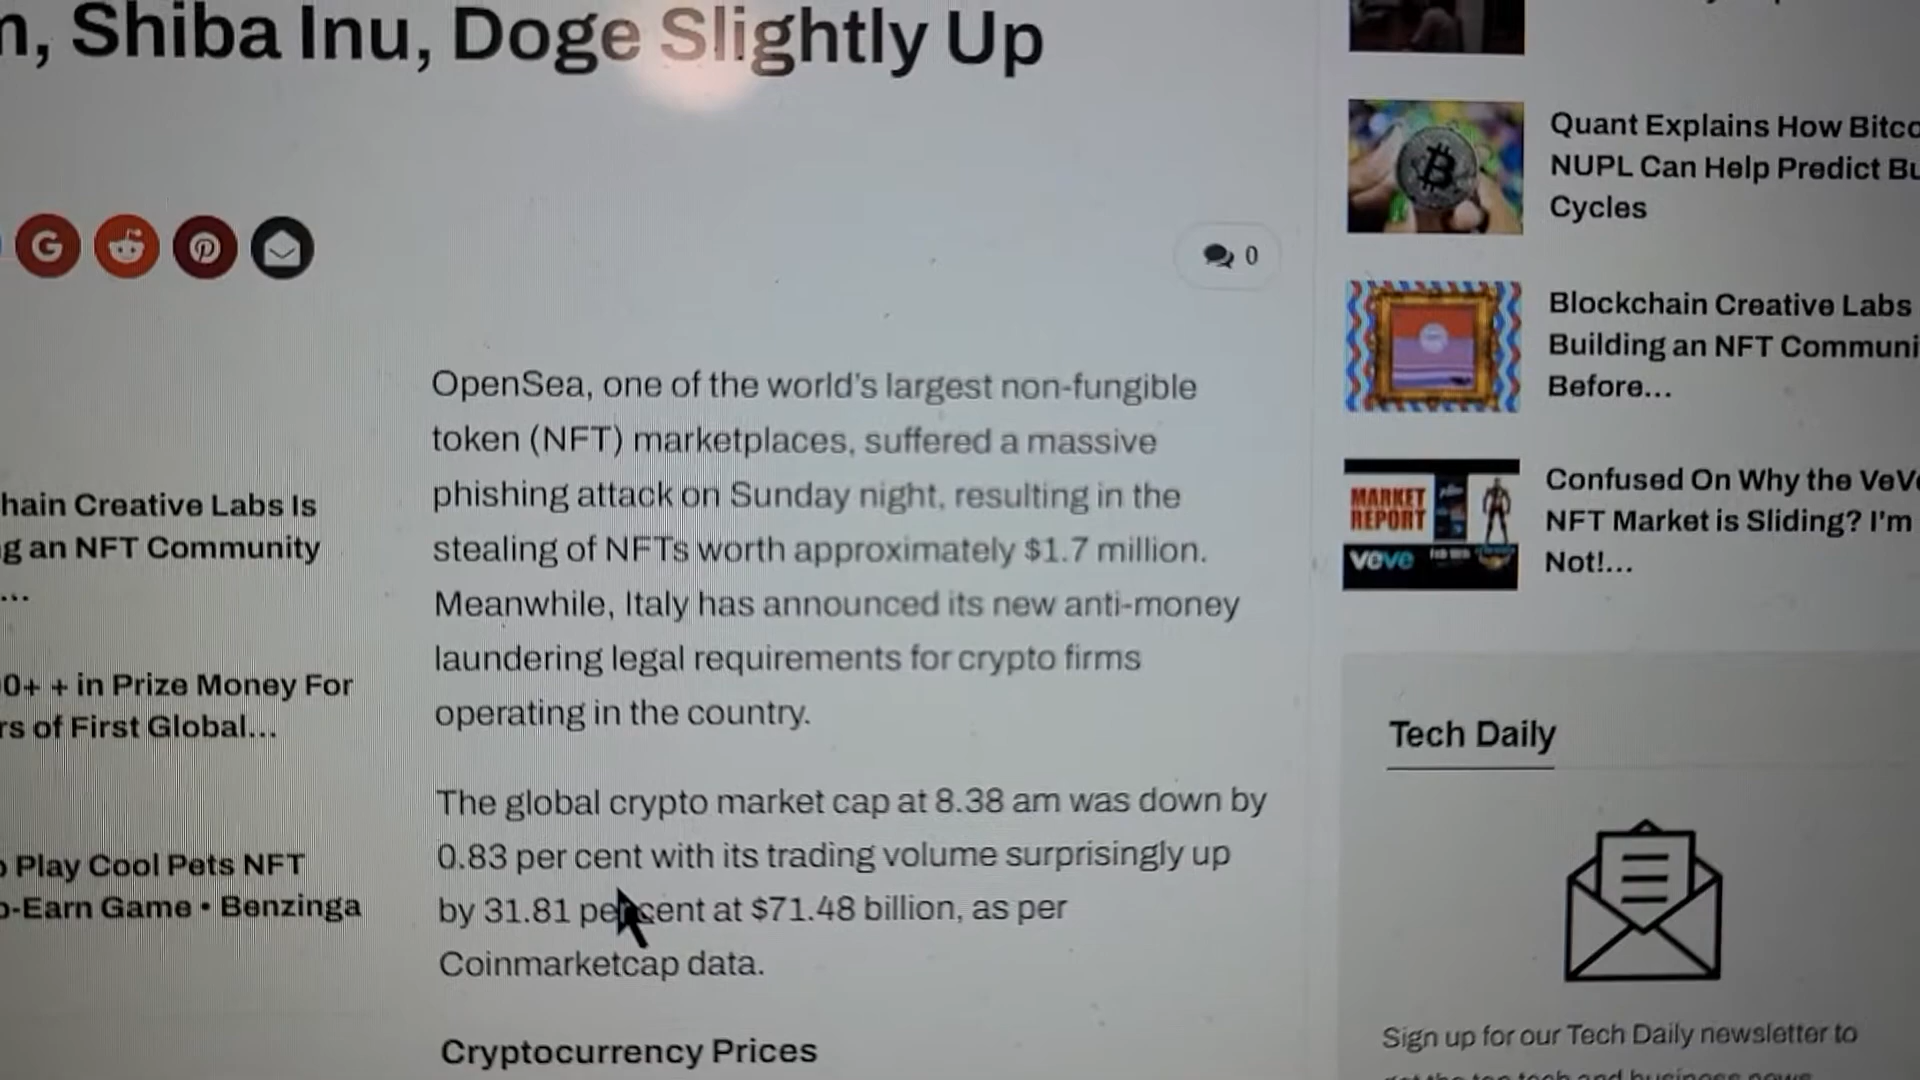 , Shiba Inu, Doge Slightly Up
0
OpenSea, one of the world's largest non-fungible
token (NFT) marketplaces, suffered a massive
phishing attack on Sunday night, resulting in the
stealing of NFTs worth approximately $1.7 million.
Meanwhile, Italy has announced its new anti-money
laundering legal requirements for crypto firms
operating in the country.
The global crypto market cap at 8.38 am was down by
0.83 per cent with its trading volume surprisingly up
by 31.81 per cent at $71.48 billion, as per
Coinmarketcap data.
Cryptocurrency Prices
hain Creative Labs Is
g an NFT Community
...
0+ + in Prize Money For
rs of First Global...
o Play Cool Pets NFT
o-Earn Game • Benzinga
Quant Explains How Bitco
NUPL Can Help Predict Bu
Cycles
Blockchain Creative Labs
Building an NFT Communi
Before...
MARKET
REPORT
veve
Confused On Why the VeVe
NFT Market is Sliding? I'm
Not!...
Tech Daily
Sign up for our Tech Daily newsletter to